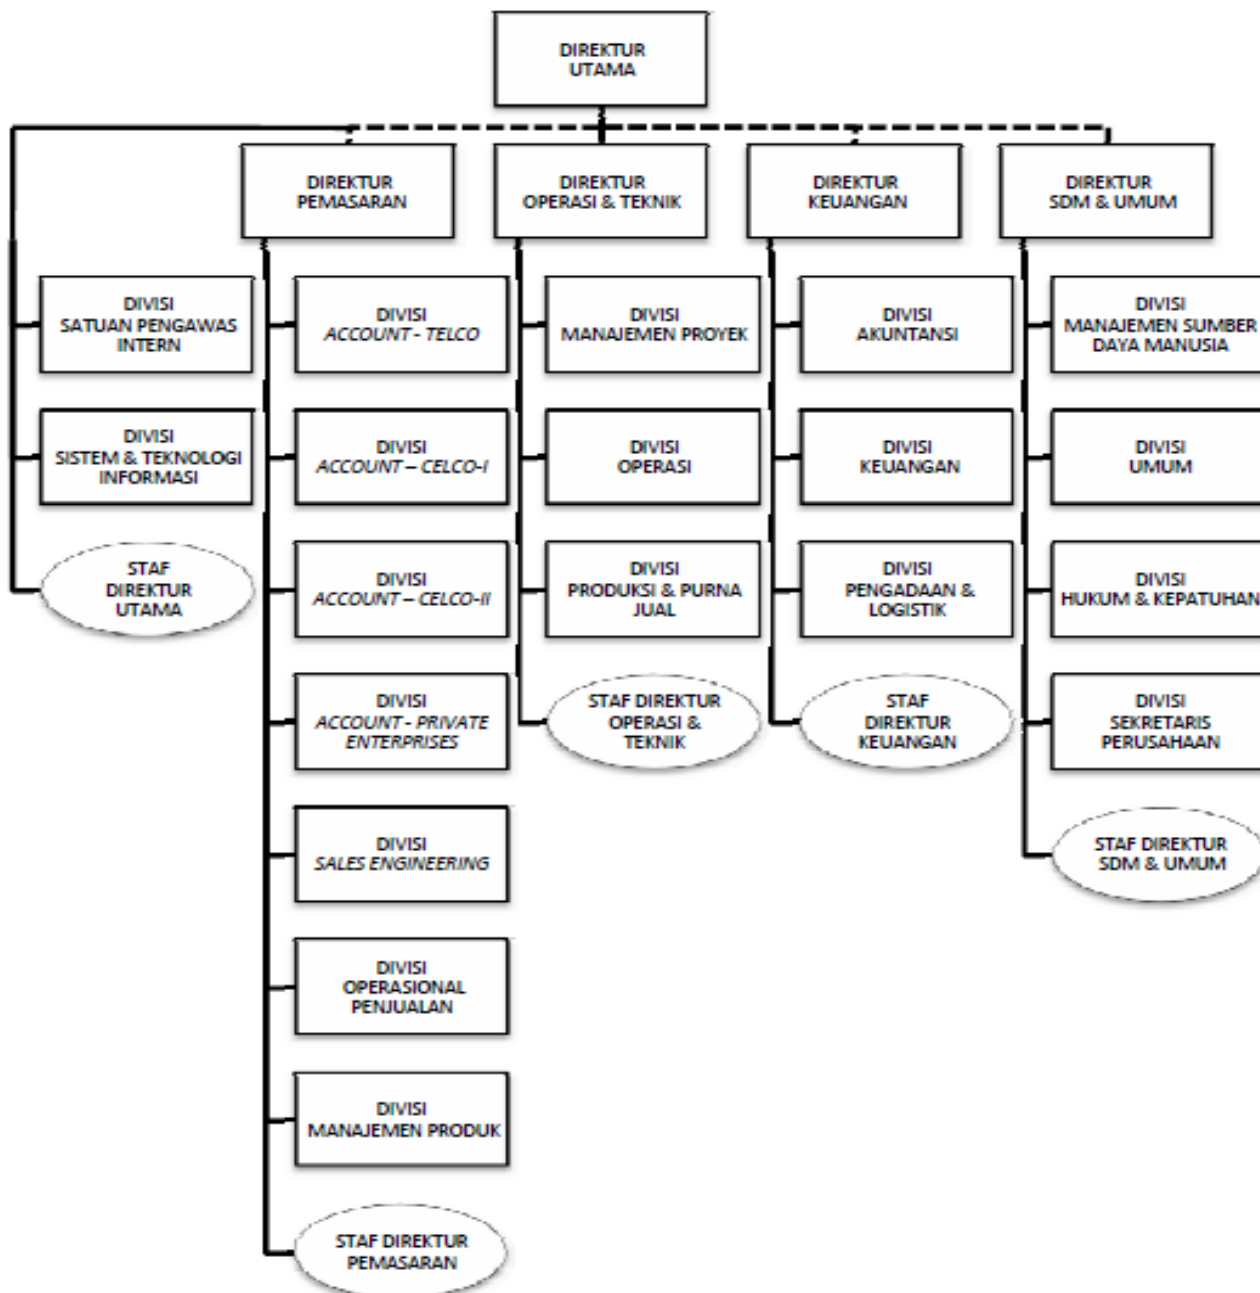 DIREKTUR
UTAMA
DIREKTUR
PEMASARAN
DIREKTUR
OPERASI & TEKNIK
DIREKTUR
KEUANGAN
DIREKTUR
SDM & UMUM
DIVISI
SATUAN PENGAWAS
INTERN
DIVISI
SISTEM & TEKNOLOGI
INFORMASI
STAF
DIREKTUR
UTAMA
DIVISI
ACCOUNT - TELCO
DIVISI
ACCOUNT – CELCO-I
DIVISI
ACCOUNT – CELCO-II
DIVISI
ACCOUNT - PRIVATE
ENTERPRISES
DIVISI
SALES ENGINEERING
DIVISI
OPERASIONAL
PENJUALAN
DIVISI
MANAJEMEN PRODUK
STAF DIREKTUR
PEMASARAN
DIVISI
MANAJEMEN PROYEK
DIVISI
OPERASI
DIVISI
PRODUKSI & PURNA
JUAL
STAF DIREKTUR
OPERASI &
TEKNIK
DIVISI
AKUNTANSI
DIVISI
KEUANGAN
DIVISI
PENGADAAN &
LOGISTIK
STAF
DIREKTUR
KEUANGAN
DIVISI
MANAJEMEN SUMBER
DAYA MANUSIA
DIVISI
UMUM
DIVISI
HUKUM & KEPATUHAN
DIVISI
SEKRETARIS
PERUSAHAAN
STAF DIREKTUR
SDM & UMUM